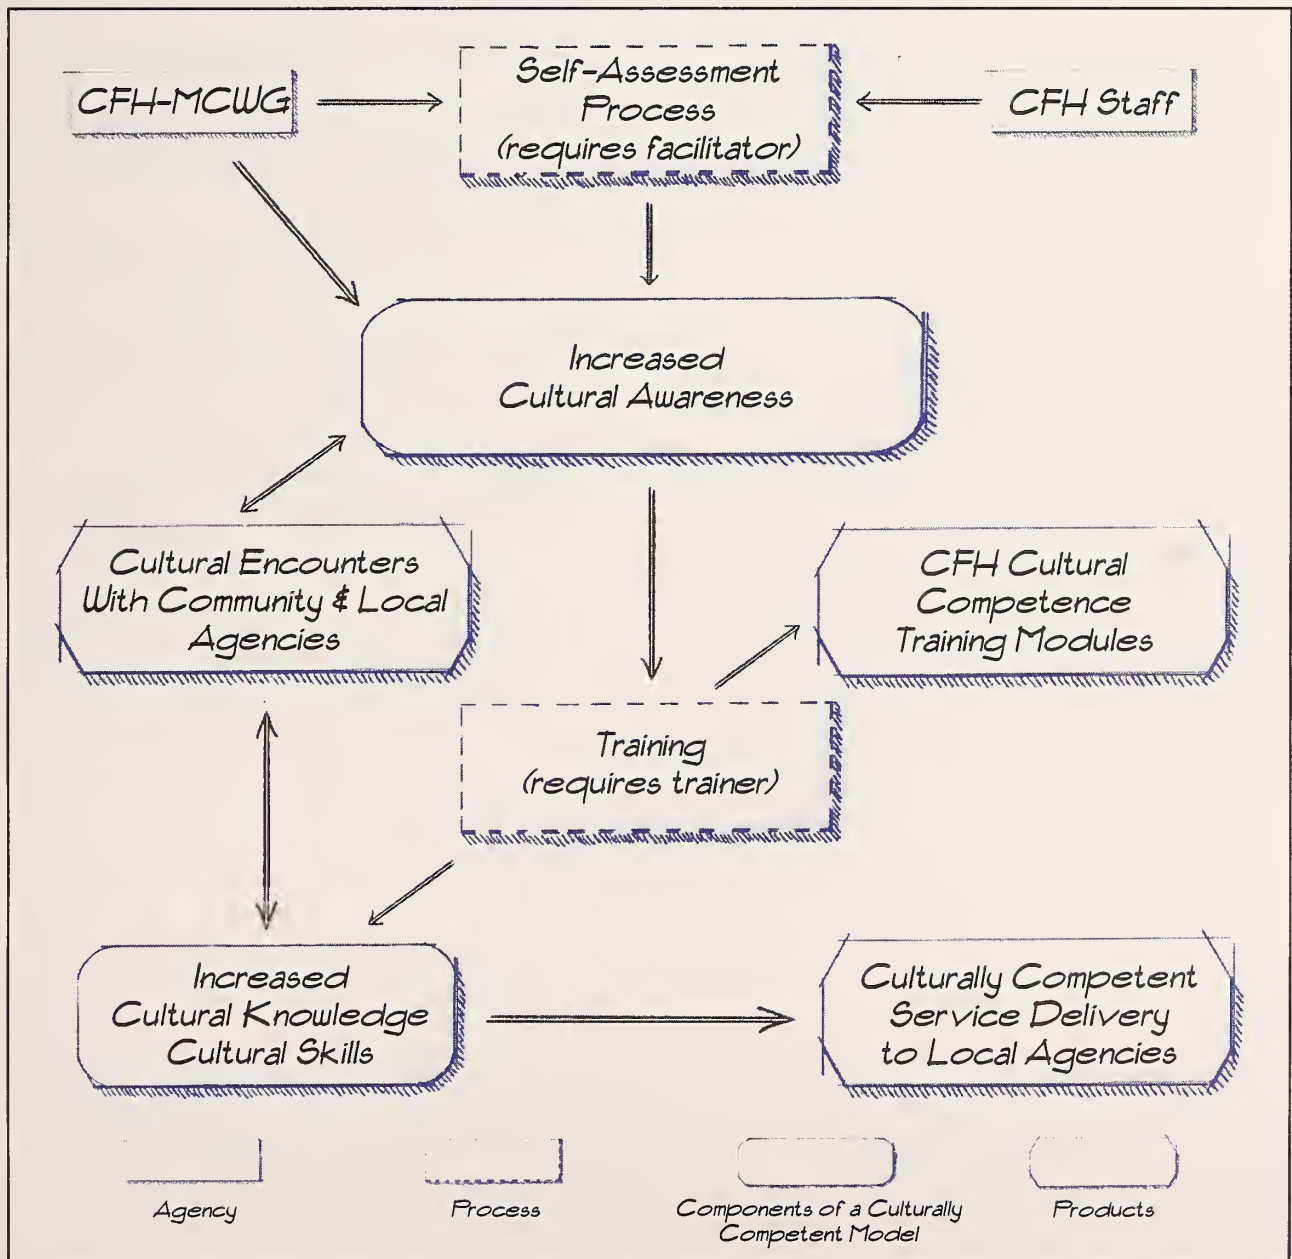 CFH-MCWG
Self-Assessment
Process
(requires facilitator)
CFH Staff
Increased
Cultural Awareness
Cultural Encounters
With Community & Local
Agencies
CFH Cultural
Competence
Training Modules
Training
(requires trainer)
Increased
Cultural Knowledge
Cultural Skills
Culturally Competent
Service Delivery
to Local Agencies
Agency
Process
Components of a Culturally
Competent Model
Products